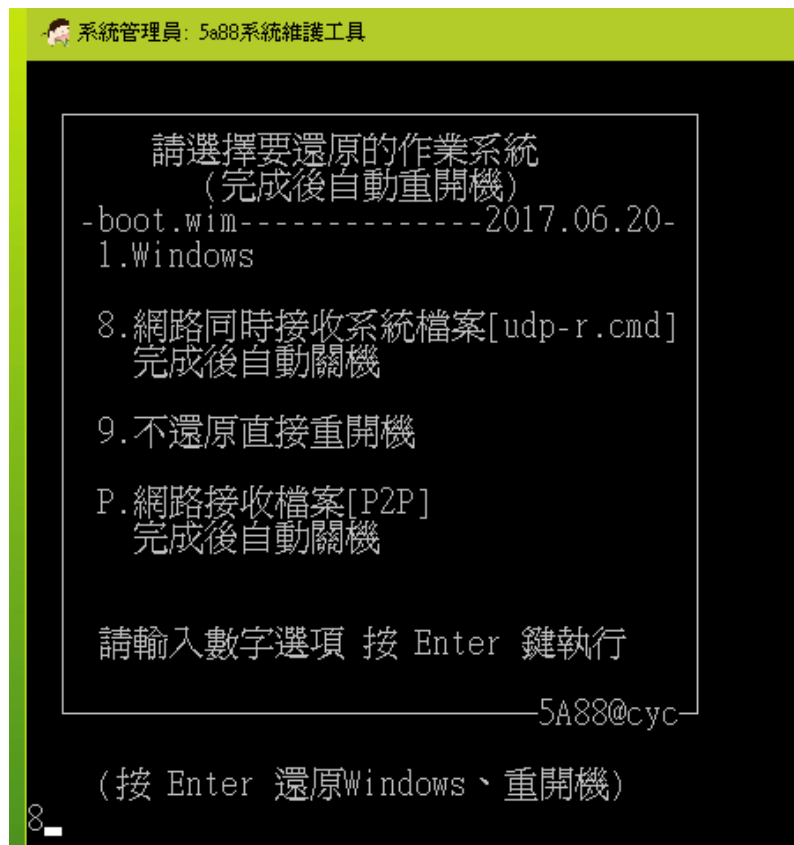 系統管理員: 5a88系統維護工具
請選擇要還原的作業系統
(完成後自動重開機)
-boot.wim--------------2017.06.20-
1.Windows
8.網路同時接收系統檔案[udp-r.cmd]
完成後自動關機
9.不還原直接重開機
P.網路接收檔案[P2P]
完成後自動關機
請輸入數字選項 按 Enter 鍵執行
5A88@cyc
(按 Enter 還原Windows、重開機)
8